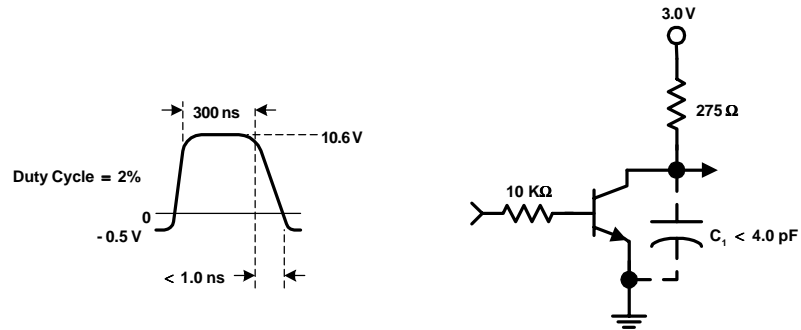 3.0 V
300 ns
275 Ω
10.6 V
Duty Cycle = 2%
10 KΩ
0
- 0.5 V
C1 < 4.0 pF
< 1.0 ns